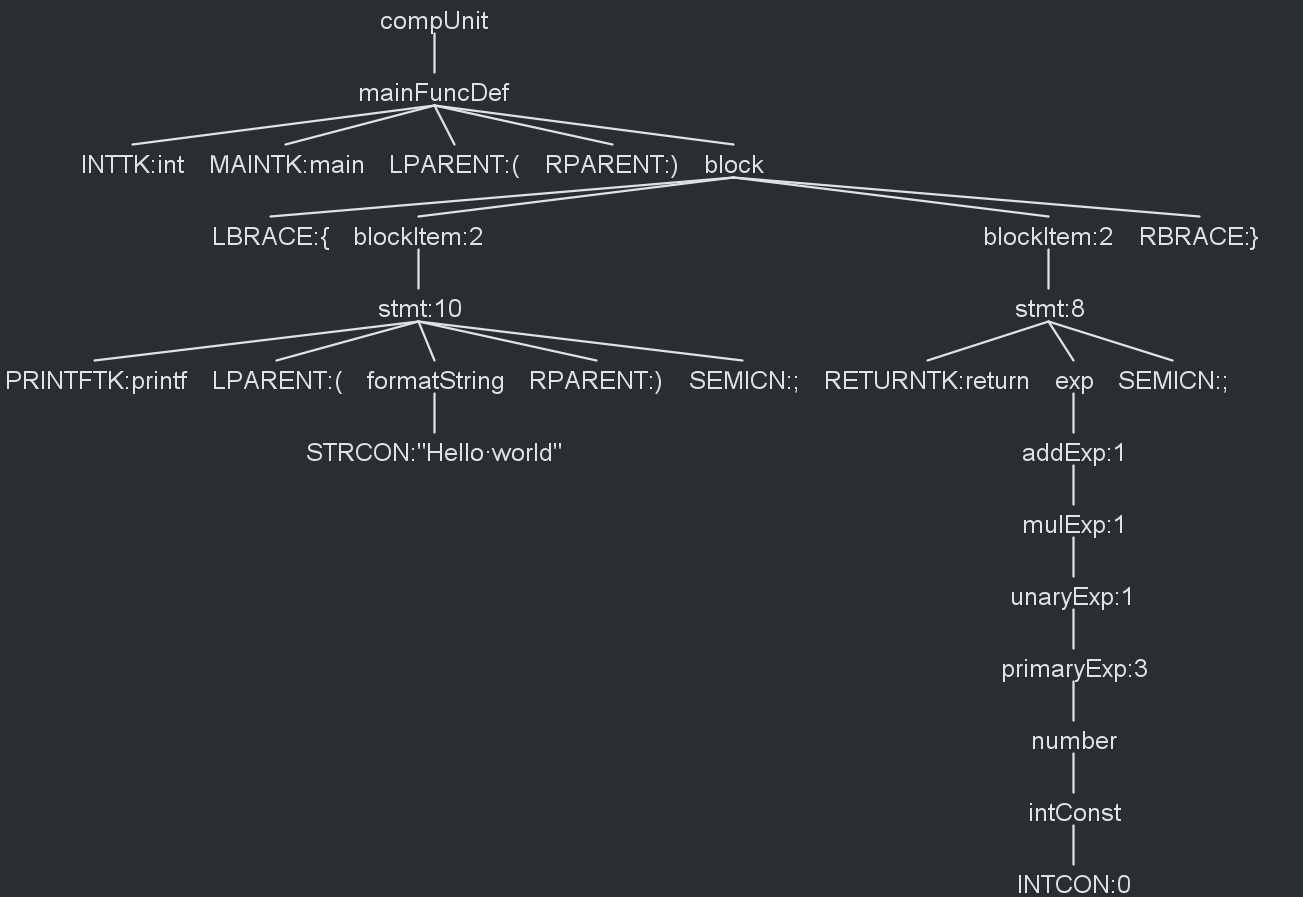 compUnit
mainFuncDef
INTTK:int MAINTK:main LPARENT:( RPARENT:) block
LBRACE:{ blockItem:2 blockItem:2 RBRACE:}
stmt:10 stmt:8
PRINTFTK:printf LPARENT:( formatString RPARENT:) SEMICN:; RETURNTK:return exp SEMICN:;
STRCON:"Hello·world" addExp:1
mulExp:1
unaryExp:1
primaryExp:3
number
intConst
INTCON:0